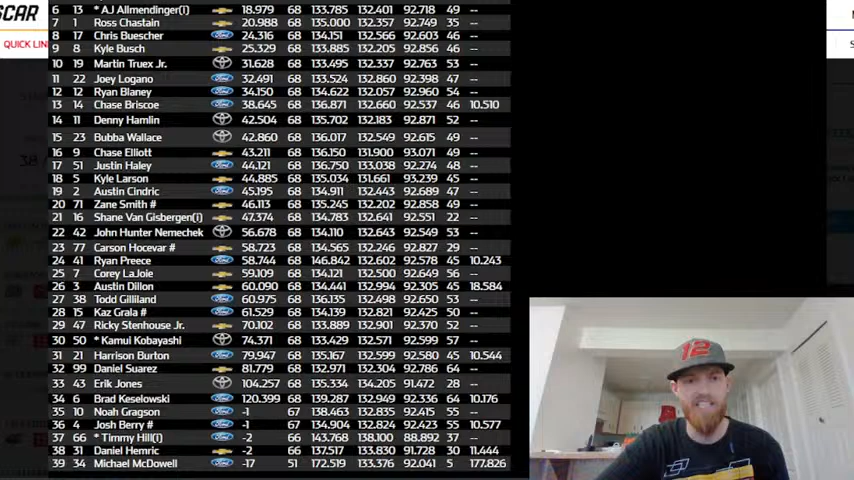 SCAR
QUICK LIN
6 13 * AJ Allmendinger(i) 18.979 68 133.785 132.401 92.718 49 --
7 1 Ross Chastain 20.988 68 135.000 132.357 92.749 35 --
8 17 Chris Buescher 24.316 68 134.151 132.566 92.603 46 --
9 8 Kyle Busch 25.329 68 133.885 132.205 92.856 46 --
10 19 Martin Truex Jr. 31.628 68 133.495 132.337 92.763 53 --
11 22 Joey Logano 32.491 68 133.524 132.860 92.398 47 --
12 12 Ryan Blaney 34.150 68 134.622 132.057 92.960 54 --
13 14 Chase Briscoe 38.645 68 136.871 132.660 92.537 46 10.510
14 11 Denny Hamlin 42.504 68 135.702 132.183 92.871 52 --
15 23 Bubba Wallace 42.860 68 136.017 132.549 92.615 49 --
16 9 Chase Elliott 43.211 68 136.150 131.900 93.071 49 --
17 51 Justin Haley 44.121 68 136.750 133.038 92.274 48 --
18 5 Kyle Larson 44.885 68 135.034 131.661 93.239 45 --
19 2 Austin Cindric 45.195 68 134.911 132.443 92.689 47 --
20 71 Zane Smith # 46.113 68 135.245 132.202 92.858 49 --
21 16 Shane Van Gisbergen(i) 47.374 68 134.783 132.641 92.551 22 --
22 42 John Hunter Nemechek 56.678 68 134.110 132.643 92.549 53 --
23 77 Carson Hocevar # 58.723 68 134.565 132.246 92.827 29 --
24 41 Ryan Preece 58.744 68 146.842 132.602 92.578 45 10.243
25 7 Corey LaJoie 59.109 68 134.121 132.500 92.649 56 --
26 3 Austin Dillon 60.090 68 134.441 132.994 92.305 45 18.584
27 38 Todd Gilliland 60.975 68 136.135 132.498 92.650 53 --
28 15 Kaz Grala # 61.529 68 134.139 132.821 92.425 50 --
29 47 Ricky Stenhouse Jr. 70.102 68 133.889 132.901 92.370 52 --
30 50 * Kamui Kobayashi 74.371 68 133.429 132.571 92.599 57 --
31 21 Harrison Burton 79.947 68 135.167 132.599 92.580 45 10.544
32 99 Daniel Suarez 81.779 68 132.971 132.304 92.786 64 --
33 43 Erik Jones 104.257 68 135.334 134.205 91.472 28 --
34 6 Brad Keselowski 120.399 68 139.287 132.949 92.336 64 10.176
35 10 Noah Gragson -1 67 138.463 132.835 92.415 55 --
36 4 Josh Berry # -1 67 134.904 132.824 92.423 55 10.577
37 66 * Timmy Hill(i) -2 66 143.768 138.100 88.892 37 --
38 31 Daniel Hemric -2 66 137.517 133.830 91.728 30 11.444
39 34 Michael McDowell -17 51 172.519 133.376 92.041 5 177.826
12